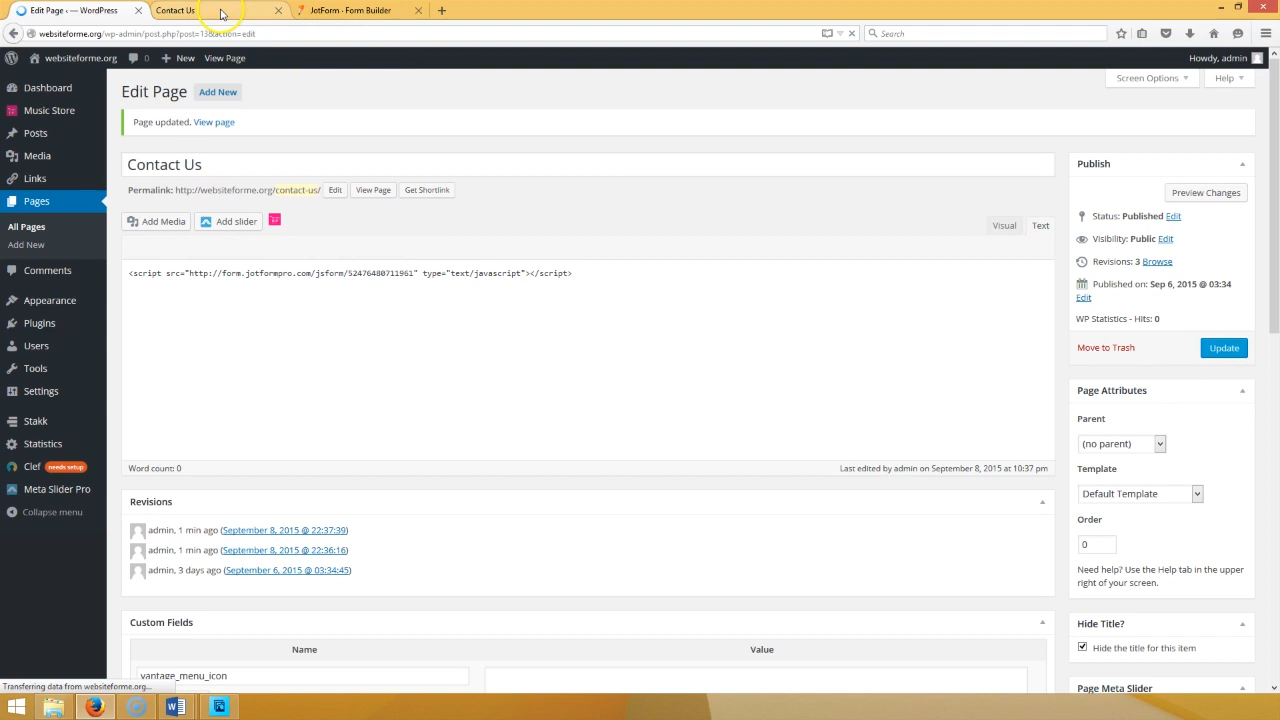 Edit Page ‹ — WordPress
Contact Us
JotForm · Form Builder
websiteforme.org/wp-admin/post.php?post=13&action=edit
Search
websiteforme.org
0
New
View Page
Howdy, admin
Dashboard
Music Store
Posts
Media
Links
Pages
All Pages
Add New
Comments
Appearance
Plugins
Users
Tools
Settings
Stakk
Statistics
Clef needs setup
Meta Slider Pro
Collapse menu
Screen Options
Help
Edit Page
Add New
Page updated. View page
Contact Us
Permalink: http://websiteforme.org/contact-us/
Edit
View Page
Get Shortlink
Add Media
Add slider
Visual
Text
<script src="http://form.jotformpro.com/jsform/52476480711961" type="text/javascript"></script>
Word count: 0
Last edited by admin on September 8, 2015 at 10:37 pm
Revisions
admin, 1 min ago (September 8, 2015 @ 22:37:39)
admin, 1 min ago (September 8, 2015 @ 22:36:16)
admin, 3 days ago (September 6, 2015 @ 03:34:45)
Custom Fields
Name
Value
vantage_menu_icon
Publish
Preview Changes
Status: Published Edit
Visibility: Public Edit
Revisions: 3 Browse
Published on: Sep 6, 2015 @ 03:34
Edit
WP Statistics - Hits: 0
Move to Trash
Update
Page Attributes
Parent
(no parent)
Template
Default Template
Order
0
Need help? Use the Help tab in the upper
right of your screen.
Hide Title?
Hide the title for this item
Page Meta Slider
Transferring data from websiteforme.org...